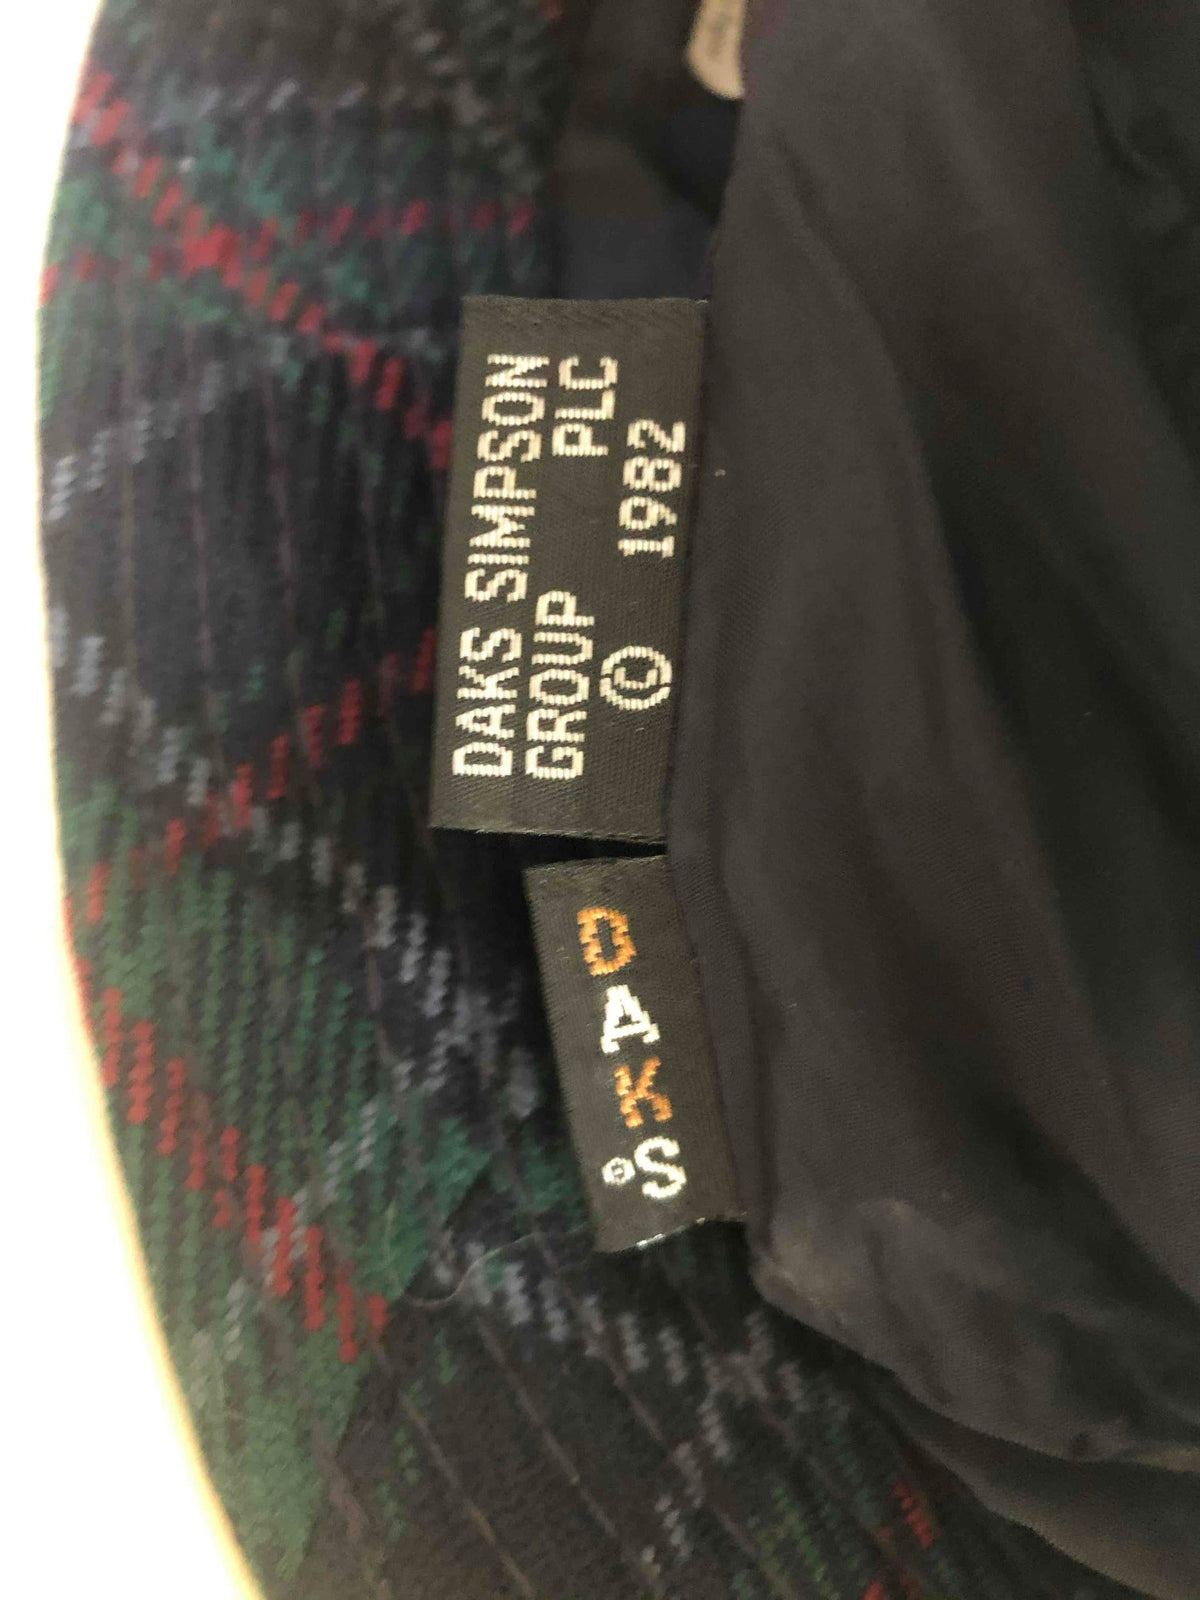 DAKS SIMPSON
GROUP PLC
© 1982
DAKS®